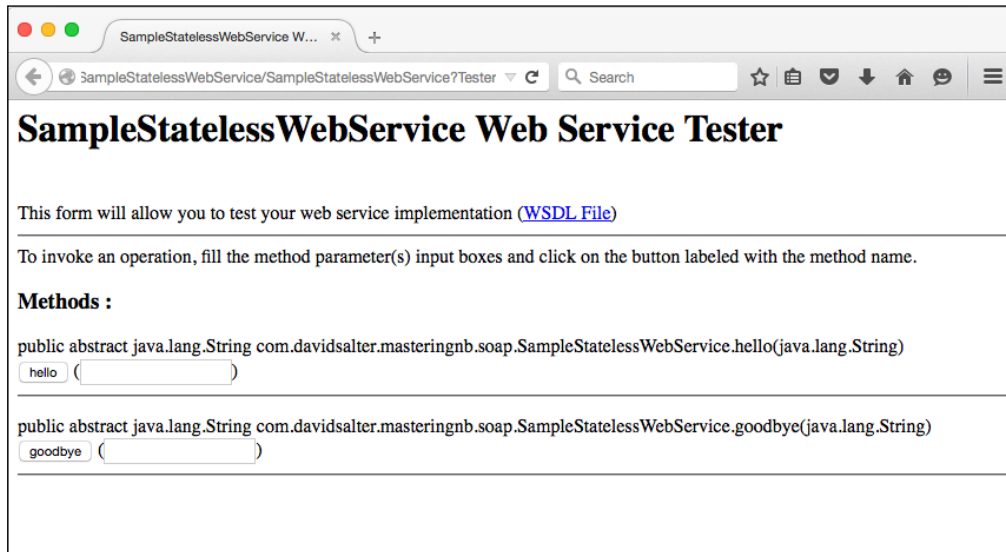 SampleStatelessWebService W...
SampleStatelessWebService/SampleStatelessWebService?Tester
Search
SampleStatelessWebService Web Service Tester
This form will allow you to test your web service implementation (WSDL File)
To invoke an operation, fill the method parameter(s) input boxes and click on the button labeled with the method name.
Methods :
public abstract java.lang.String com.davidsalter.masteringnb.soap.SampleStatelessWebService.hello(java.lang.String)
hello ( )
public abstract java.lang.String com.davidsalter.masteringnb.soap.SampleStatelessWebService.goodbye(java.lang.String)
goodbye ( )